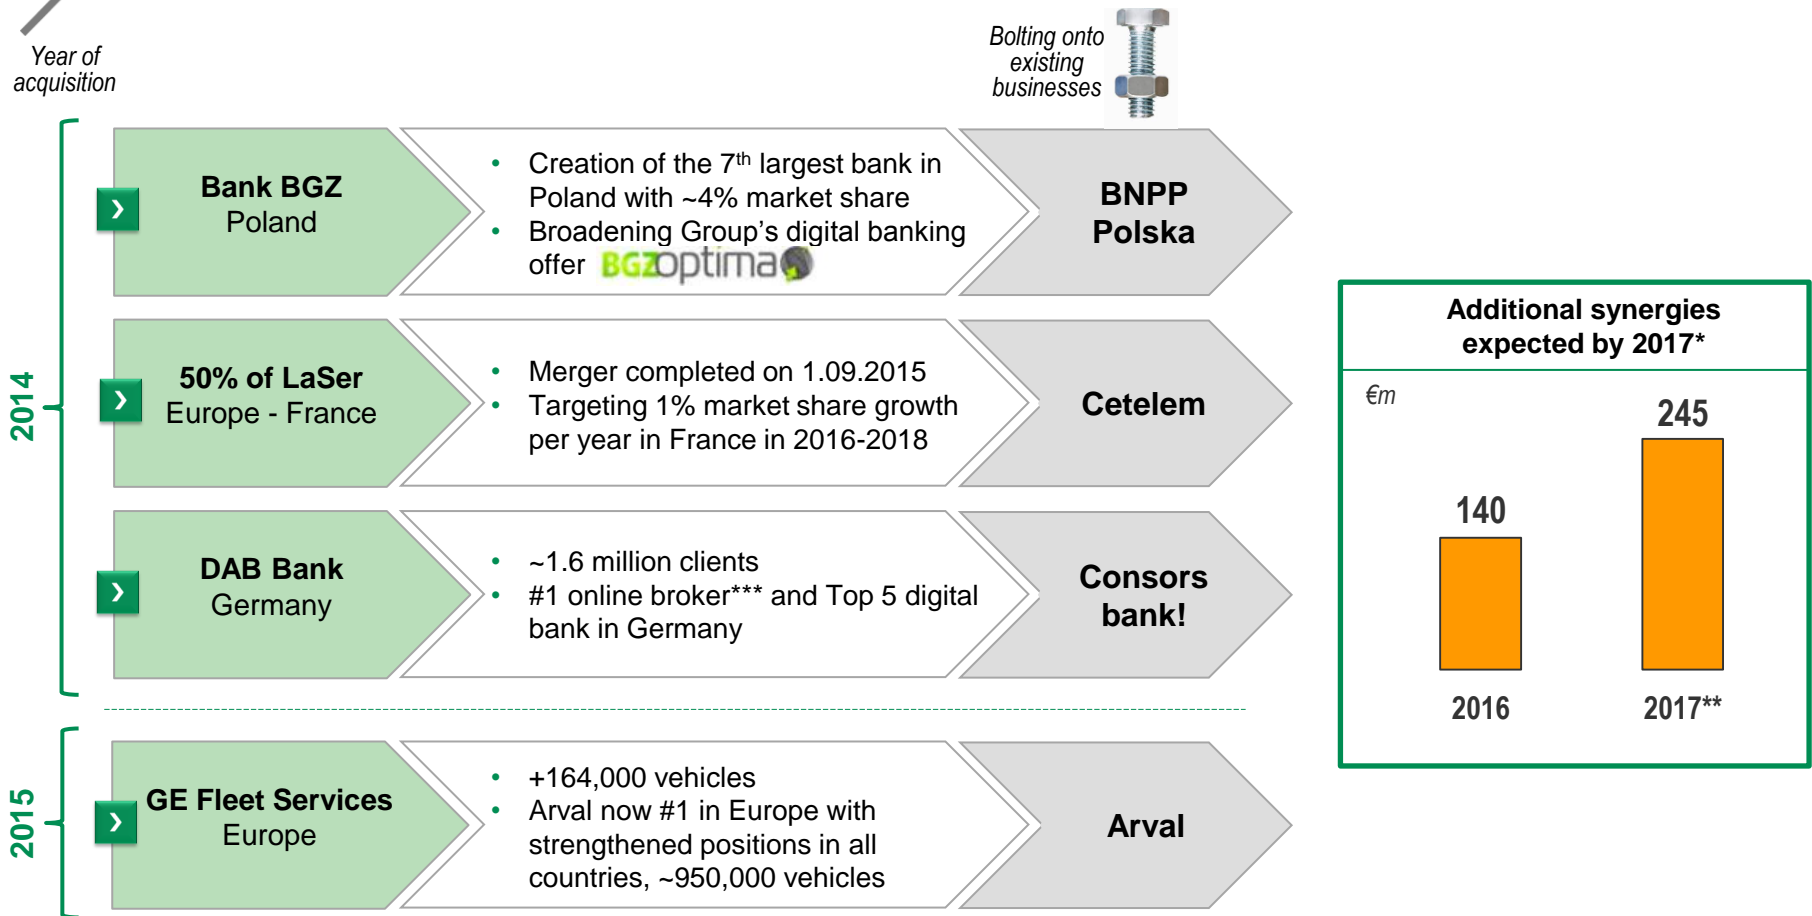 Year of
acquisition
Bolting onto
existing
businesses
2014
Bank BGZ
Poland
• Creation of the 7th largest bank in
Poland with ~4% market share
• Broadening Group's digital banking
offer BGŻoptima
BNPP
Polska
50% of LaSer
Europe - France
• Merger completed on 1.09.2015
• Targeting 1% market share growth
per year in France in 2016-2018
Cetelem
DAB Bank
Germany
• ~1.6 million clients
• #1 online broker*** and Top 5 digital
bank in Germany
Consors
bank!
2015
GE Fleet Services
Europe
• +164,000 vehicles
• Arval now #1 in Europe with
strengthened positions in all
countries, ~950,000 vehicles
Arval
Additional synergies
expected by 2017*
€m
140
245
2016
2017**